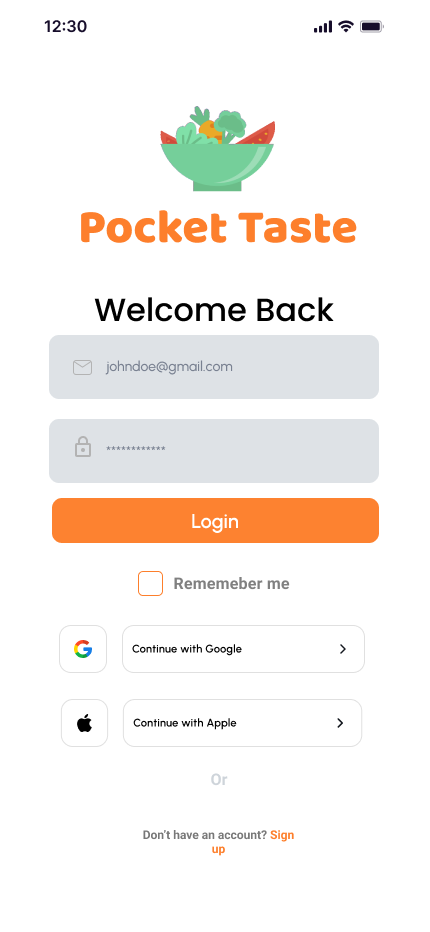 12:30
Pocket Taste
Welcome Back
johndoe@gmail.com
************
Login
Rememeber me
Continue with Google
Continue with Apple
Or
Don't have an account? Sign
up